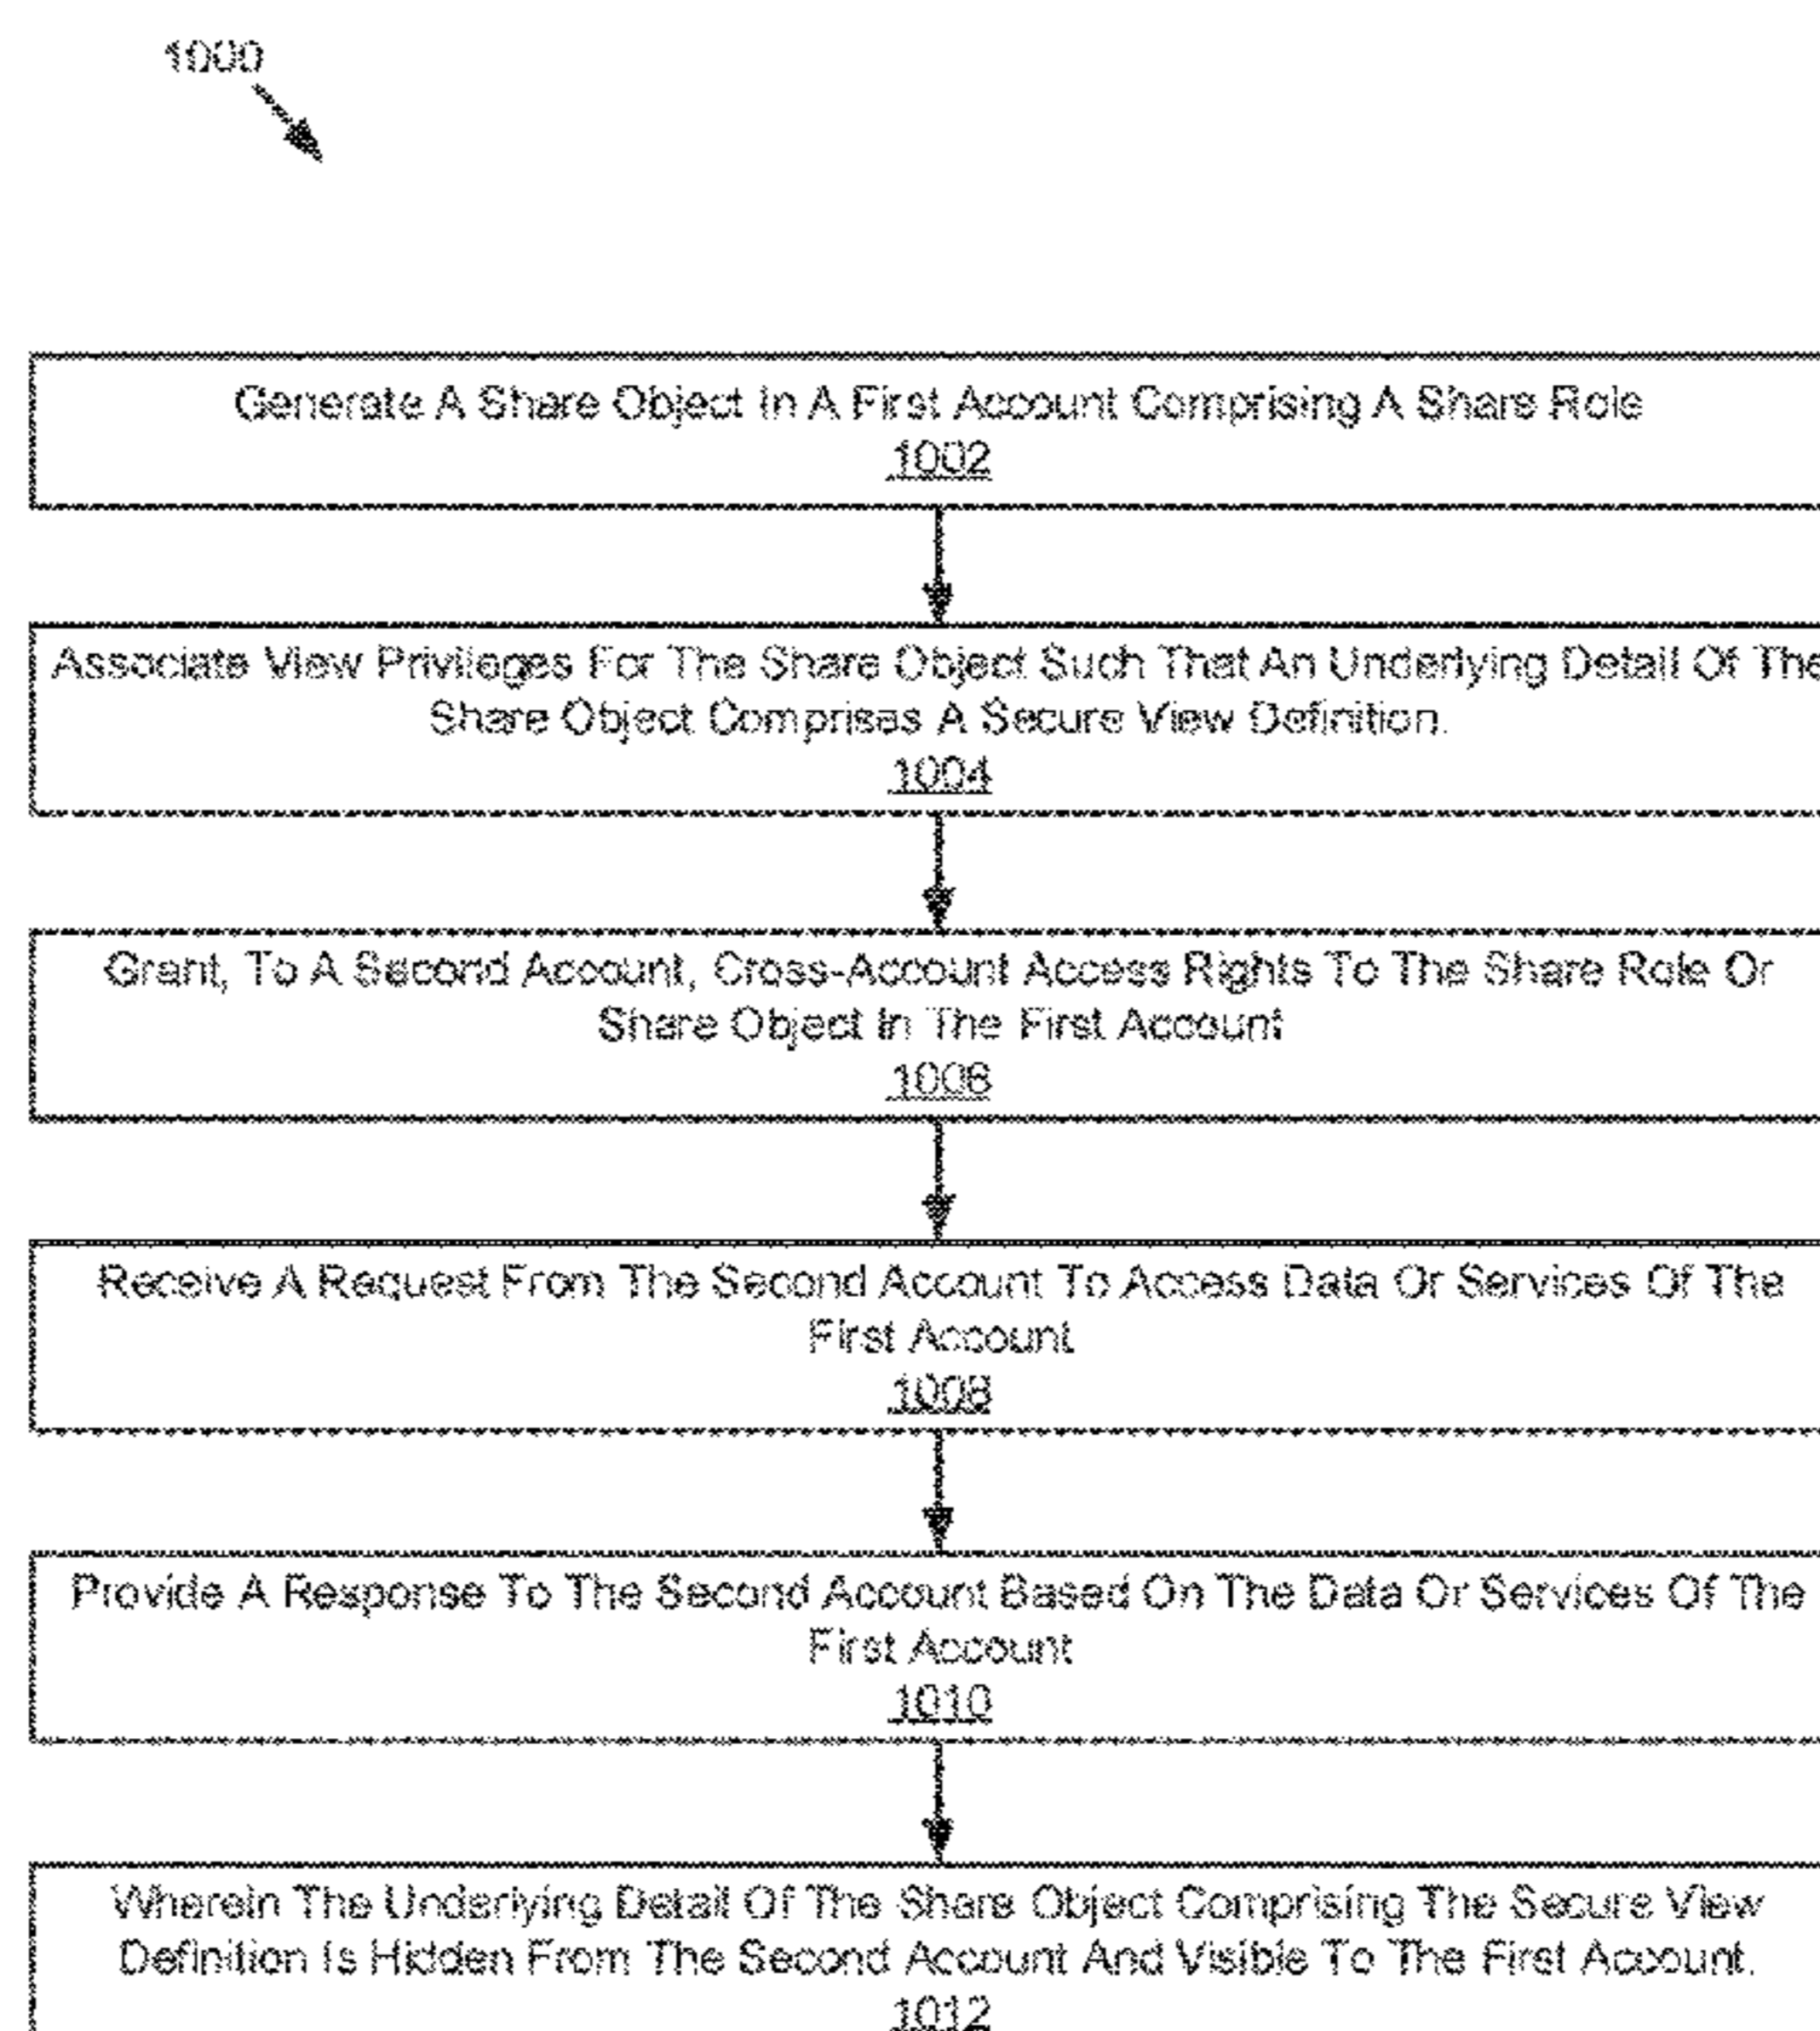 1000
Generate A Share Object In A First Account Comprising A Share Role
1002
Associate View Privileges For The Share Object Such That An Underlying Detail Of The
Share Object Comprises A Secure View Definition.
1004
Grant, To A Second Account, Cross-Account Access Rights To The Share Role Or
Share Object In The First Account
1006
Receive A Request From The Second Account To Access Data Or Services Of The
First Account
1008
Provide A Response To The Second Account Based On The Data Or Services Of The
First Account
1010
Wherein The Underlying Detail Of The Share Object Comprising The Secure View
Definition Is Hidden From The Second Account And Visible To The First Account.
1012